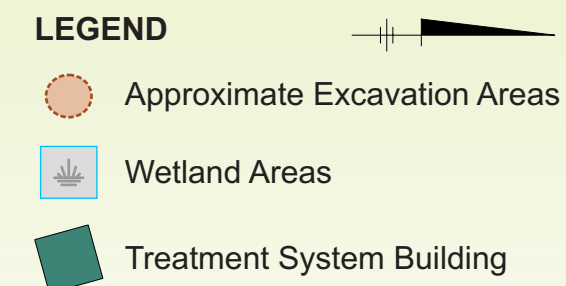 LEGEND
Approximate Excavation Areas
Wetland Areas
Treatment System Building